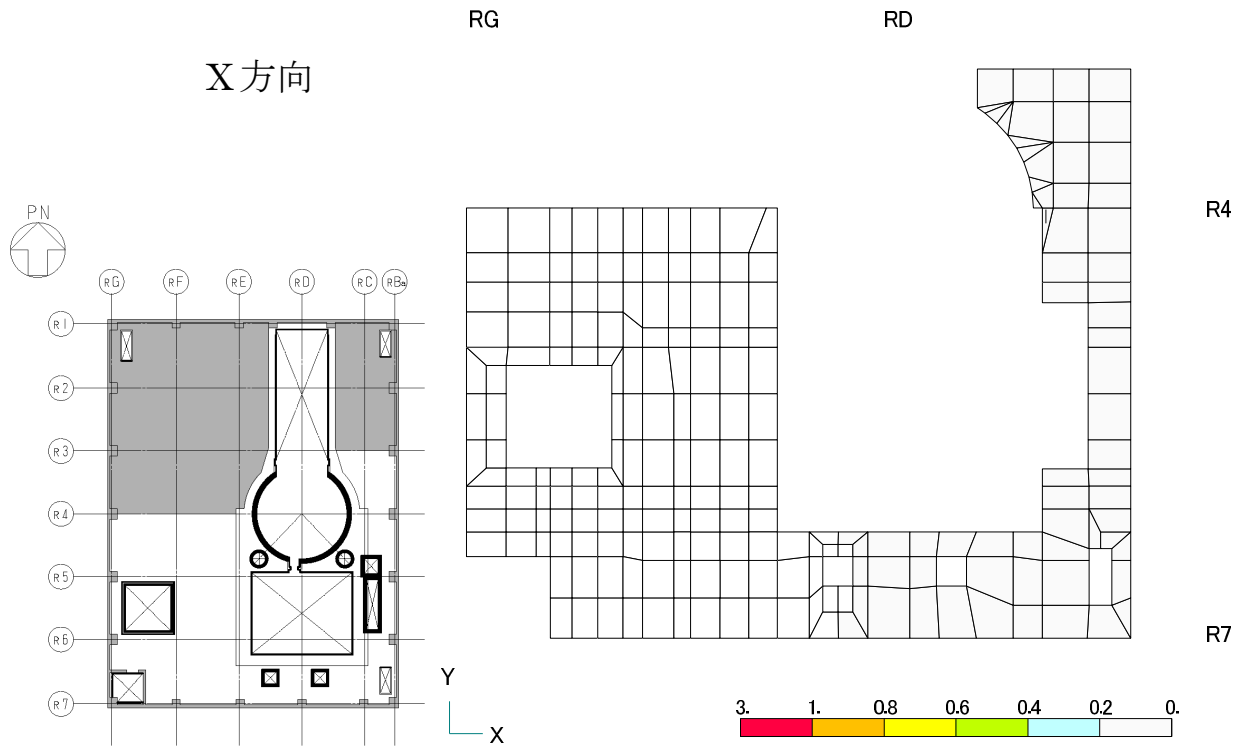 RG RD
X方向
R4
PN
RG RF RE RD RC RBa
R1
R2
R3
R4
R5
R6
R7
R7
Y
X
3. 1. 0.8 0.6 0.4 0.2 0.